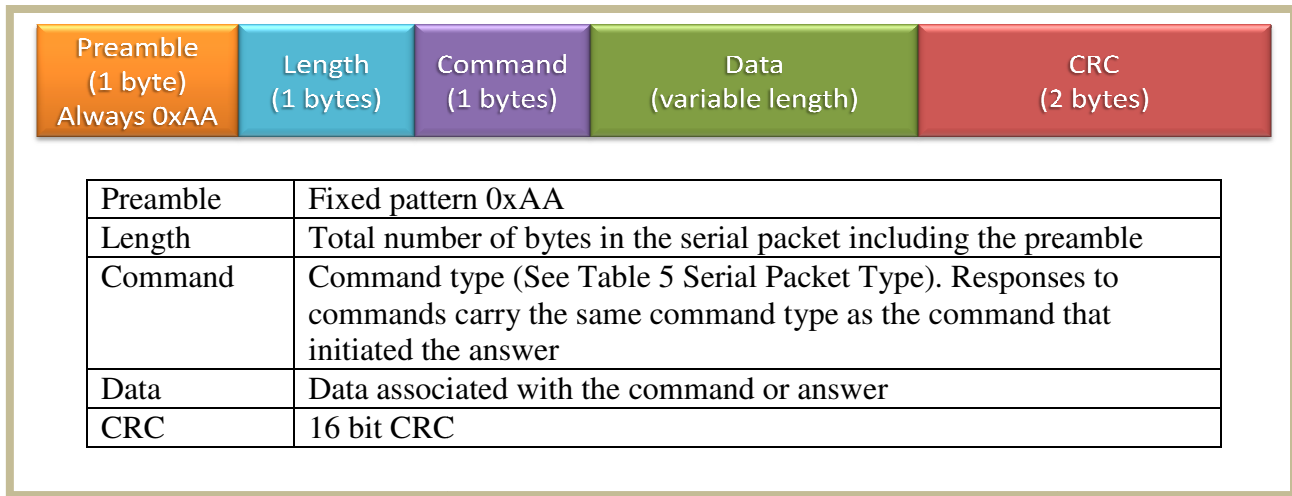 Preamble
(1 byte)
Always 0xAA
Length
(1 bytes)
Command
(1 bytes)
Data
(variable length)
CRC
(2 bytes)
Preamble Fixed pattern 0xAA
Length Total number of bytes in the serial packet including the preamble
Command Command type (See Table 5 Serial Packet Type). Responses to
commands carry the same command type as the command that
initiated the answer
Data Data associated with the command or answer
CRC 16 bit CRC